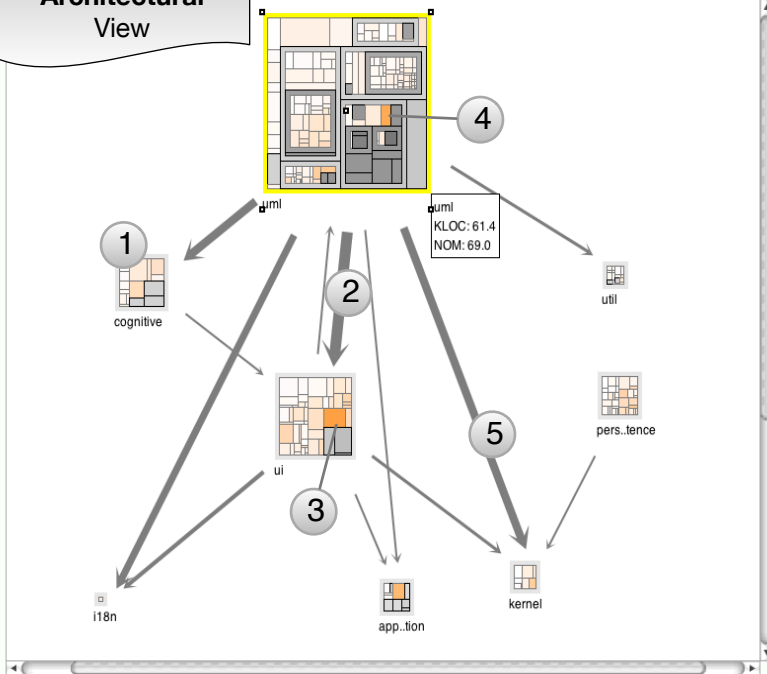 Architectural
View
4
uml
uml
KLOC: 61.4
NOM: 69.0
1
cognitive
2
util
5
pers..tence
ui
3
i18n
app..tion
kernel